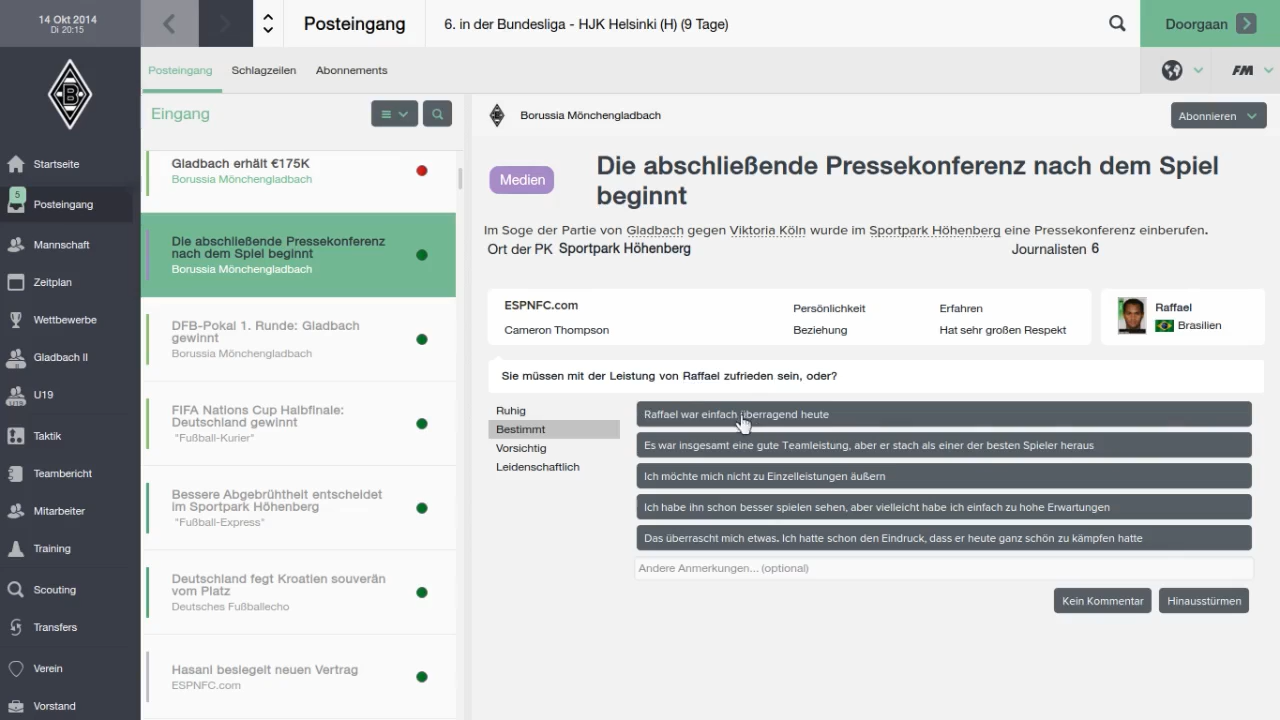 14 Okt 2014
Di 20:15
Posteingang
6. in der Bundesliga - HJK Helsinki (H) (9 Tage)
Doorgaan
Posteingang
Schlagzeilen
Abonnements
FM
B
Startseite
5
Posteingang
Mannschaft
Zeitplan
Wettbewerbe
II
Gladbach II
U19
U19
Taktik
Teambericht
Mitarbeiter
Training
Scouting
Transfers
Verein
Vorstand
Eingang
Gladbach erhält €175K
Borussia Mönchengladbach
Die abschließende Pressekonferenz
nach dem Spiel beginnt
Borussia Mönchengladbach
DFB-Pokal 1. Runde: Gladbach
gewinnt
Borussia Mönchengladbach
FIFA Nations Cup Halbfinale:
Deutschland gewinnt
"Fußball-Kurier"
Bessere Abgebrühtheit entscheidet
im Sportpark Höhenberg
"Fußball-Express"
Deutschland fegt Kroatien souverän
vom Platz
Deutsches Fußballecho
Hasani besiegelt neuen Vertrag
ESPNFC.com
Borussia Mönchengladbach
Abonnieren
Medien
Die abschließende Pressekonferenz nach dem Spiel
beginnt
Im Soge der Partie von Gladbach gegen Viktoria Köln wurde im Sportpark Höhenberg eine Pressekonferenz einberufen.
Ort der PK Sportpark Höhenberg
Journalisten 6
ESPNFC.com
Persönlichkeit
Erfahren
Cameron Thompson
Beziehung
Hat sehr großen Respekt
Raffael
Brasilien
Sie müssen mit der Leistung von Raffael zufrieden sein, oder?
Ruhig
Bestimmt
Vorsichtig
Leidenschaftlich
Raffael war einfach überragend heute
Es war insgesamt eine gute Teamleistung, aber er stach als einer der besten Spieler heraus
Ich möchte mich nicht zu Einzelleistungen äußern
Ich habe ihn schon besser spielen sehen, aber vielleicht habe ich einfach zu hohe Erwartungen
Das überrascht mich etwas. Ich hatte schon den Eindruck, dass er heute ganz schön zu kämpfen hatte
Andere Anmerkungen... (optional)
Kein Kommentar
Hinausstürmen